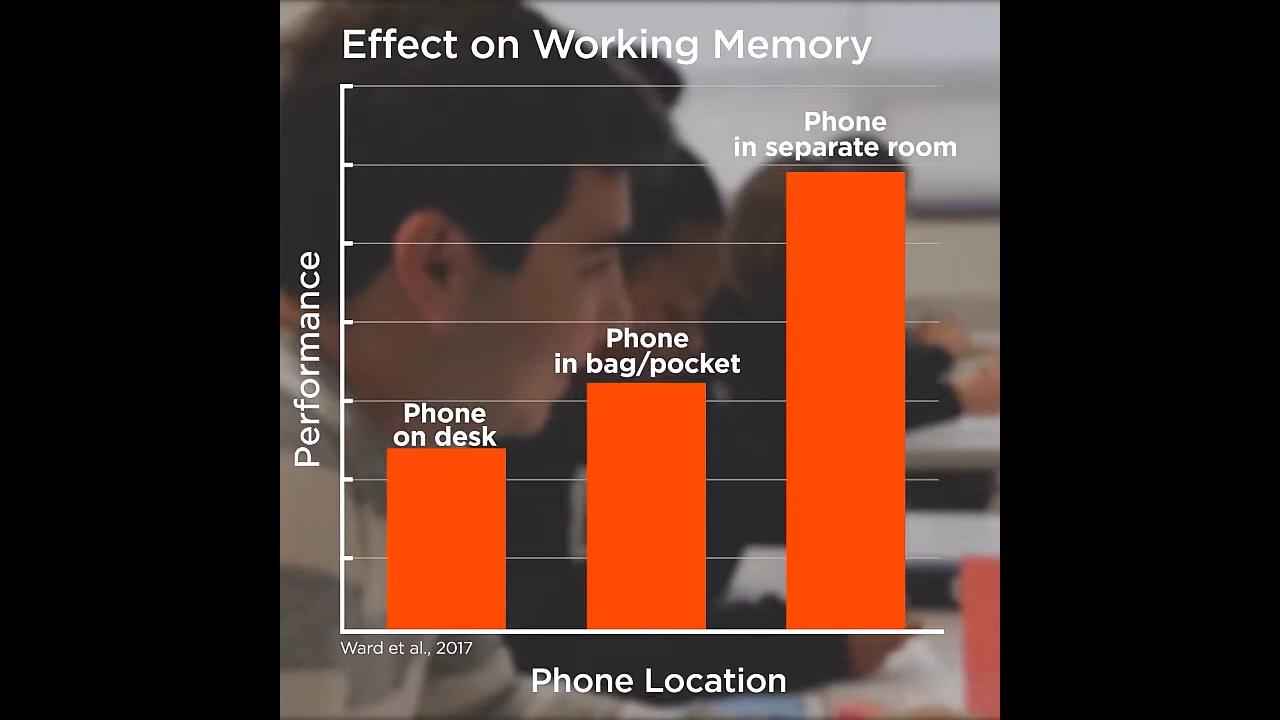 Effect on Working Memory
Phone
in separate room
Phone
in bag/pocket
Phone
on desk
Performance
Ward et al., 2017
Phone Location